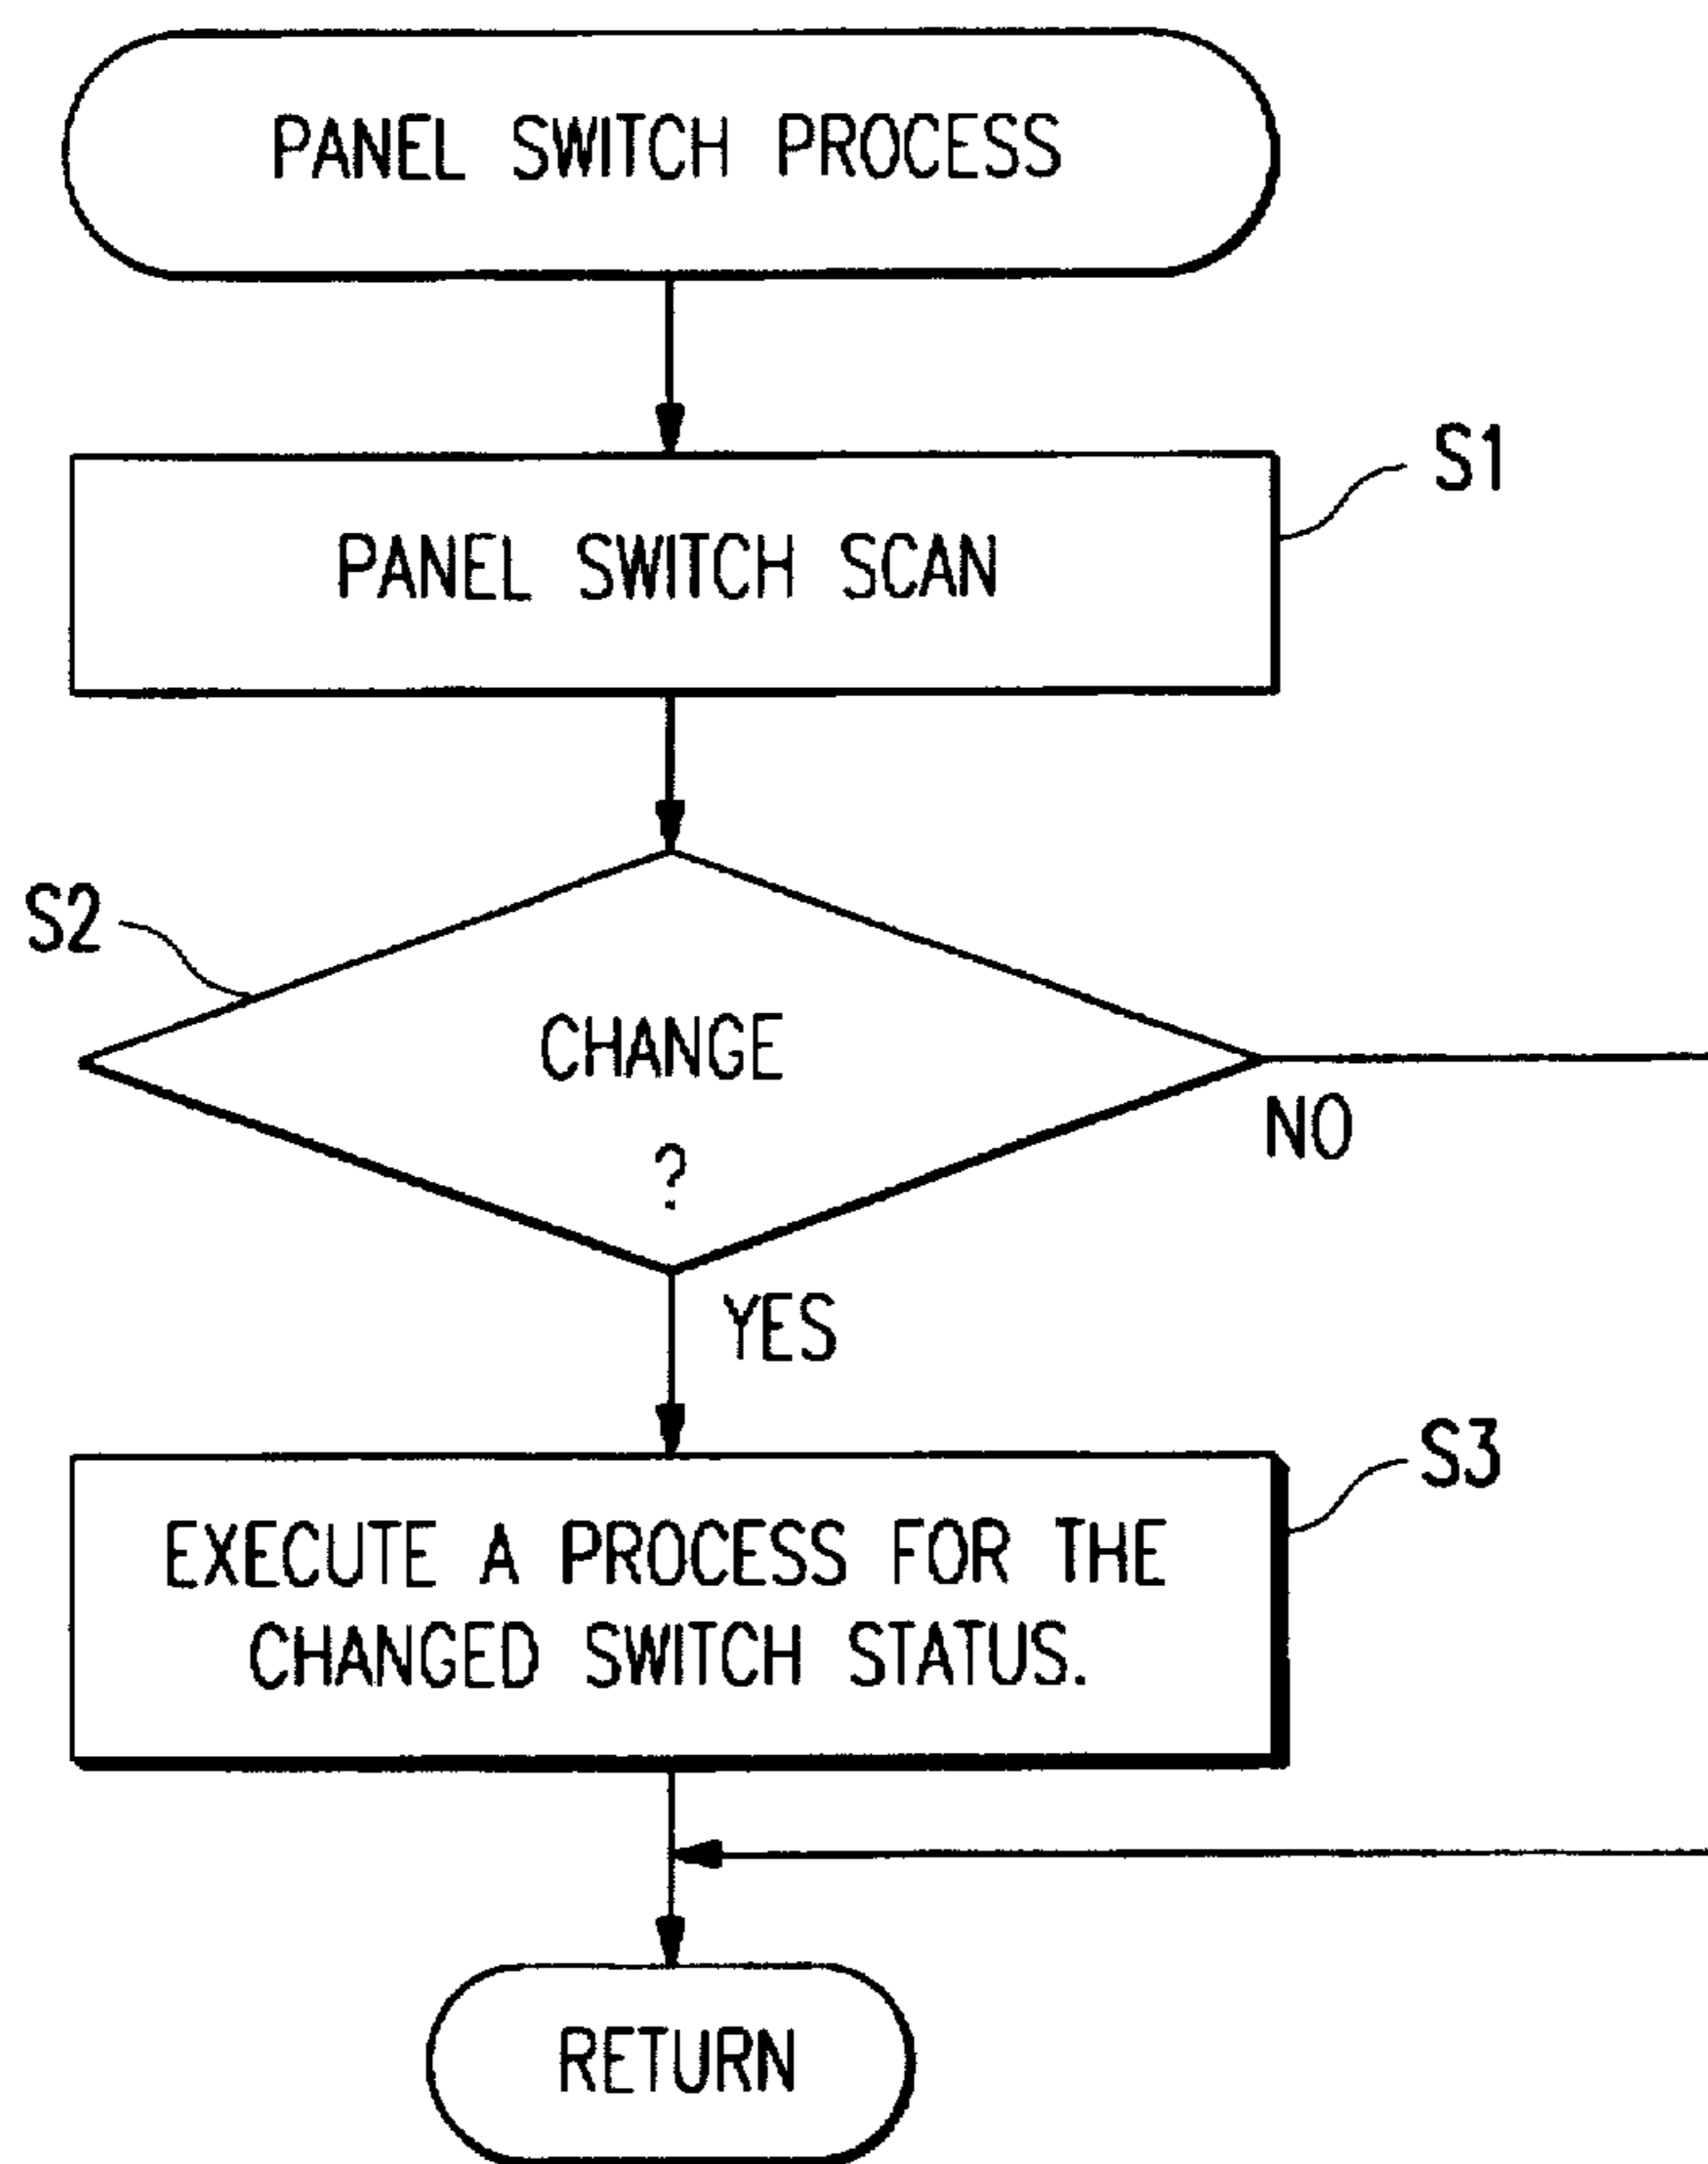 PANEL SWITCH PROCESS
S1
PANEL SWITCH SCAN
S2
CHANGE
?
NO
YES
S3
EXECUTE A PROCESS FOR THE
CHANGED SWITCH STATUS.
RETURN